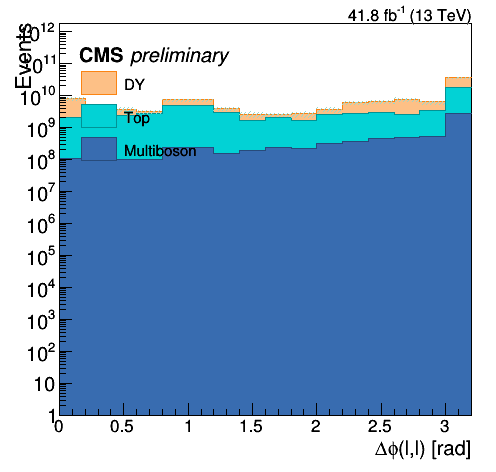 41.8 fb⁻¹ (13 TeV)
Events
CMS preliminary
DY
Top
Multiboson
10¹²
10¹¹
10¹⁰
10⁹
10⁸
10⁷
10⁶
10⁵
10⁴
10³
10²
10
1
0 0.5 1 1.5 2 2.5 3
Δϕ(l,l) [rad]